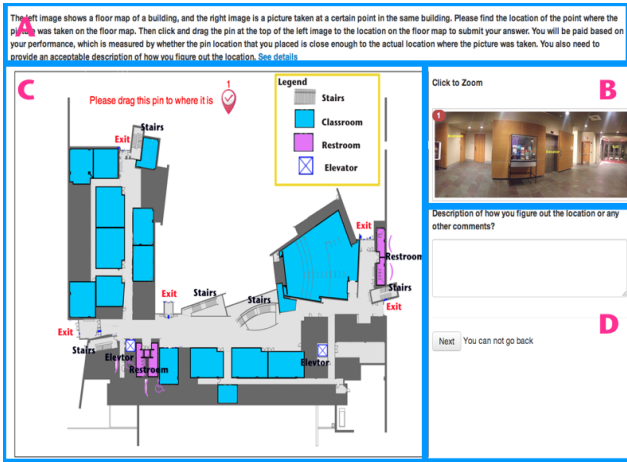 The left image shows a floor map of a building, and the right image is a picture taken at a certain point in the same building. Please find the location of the point where the
picture was taken on the floor map. Then click and drag the pin at the top of the left image to the location on the floor map to submit your answer. You will be paid based on
your performance, which is measured by whether the pin location that you placed is close enough to the actual location where the picture was taken. You also need to
provide an acceptable description of how you figure out the location. See details
A
C
1
Please drag this pin to where it is
Legend
Stairs
Classroom
Restroom
Elevator
Stairs
Exit
Exit
Restroom
Stairs
Exit
Exit
Stairs
Stairs
Exit
Stairs
Elevtor
Restroom
Elevtor
Click to Zoom
B
1
Description of how you figure out the location or any
other comments?
D
Next You can not go back